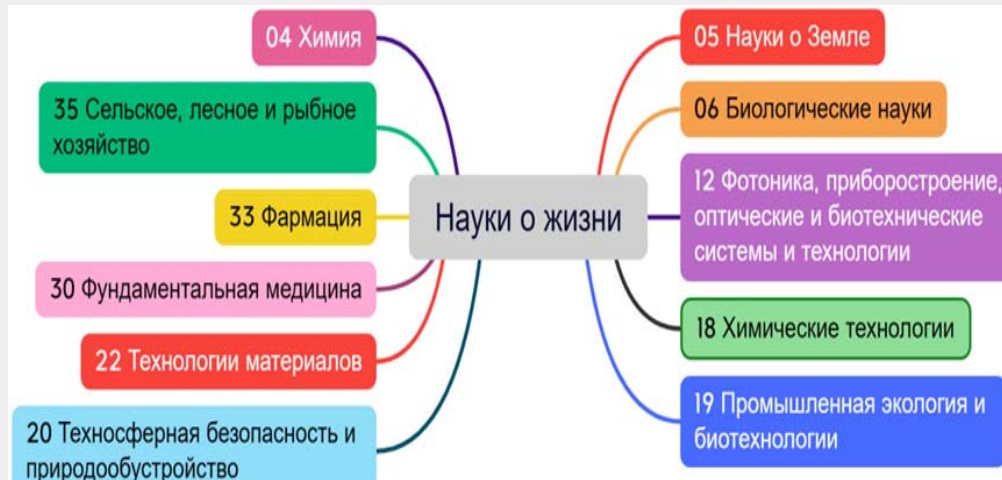 04 Химия
35 Сельское, лесное и рыбное
хозяйство
33 Фармация
30 Фундаментальная медицина
22 Технологии материалов
20 Техносферная безопасность и
природообустройство
Науки о жизни
05 Науки о Земле
06 Биологические науки
12 Фотоника, приборостроение,
оптические и биотехнические
системы и технологии
18 Химические технологии
19 Промышленная экология и
биотехнологии